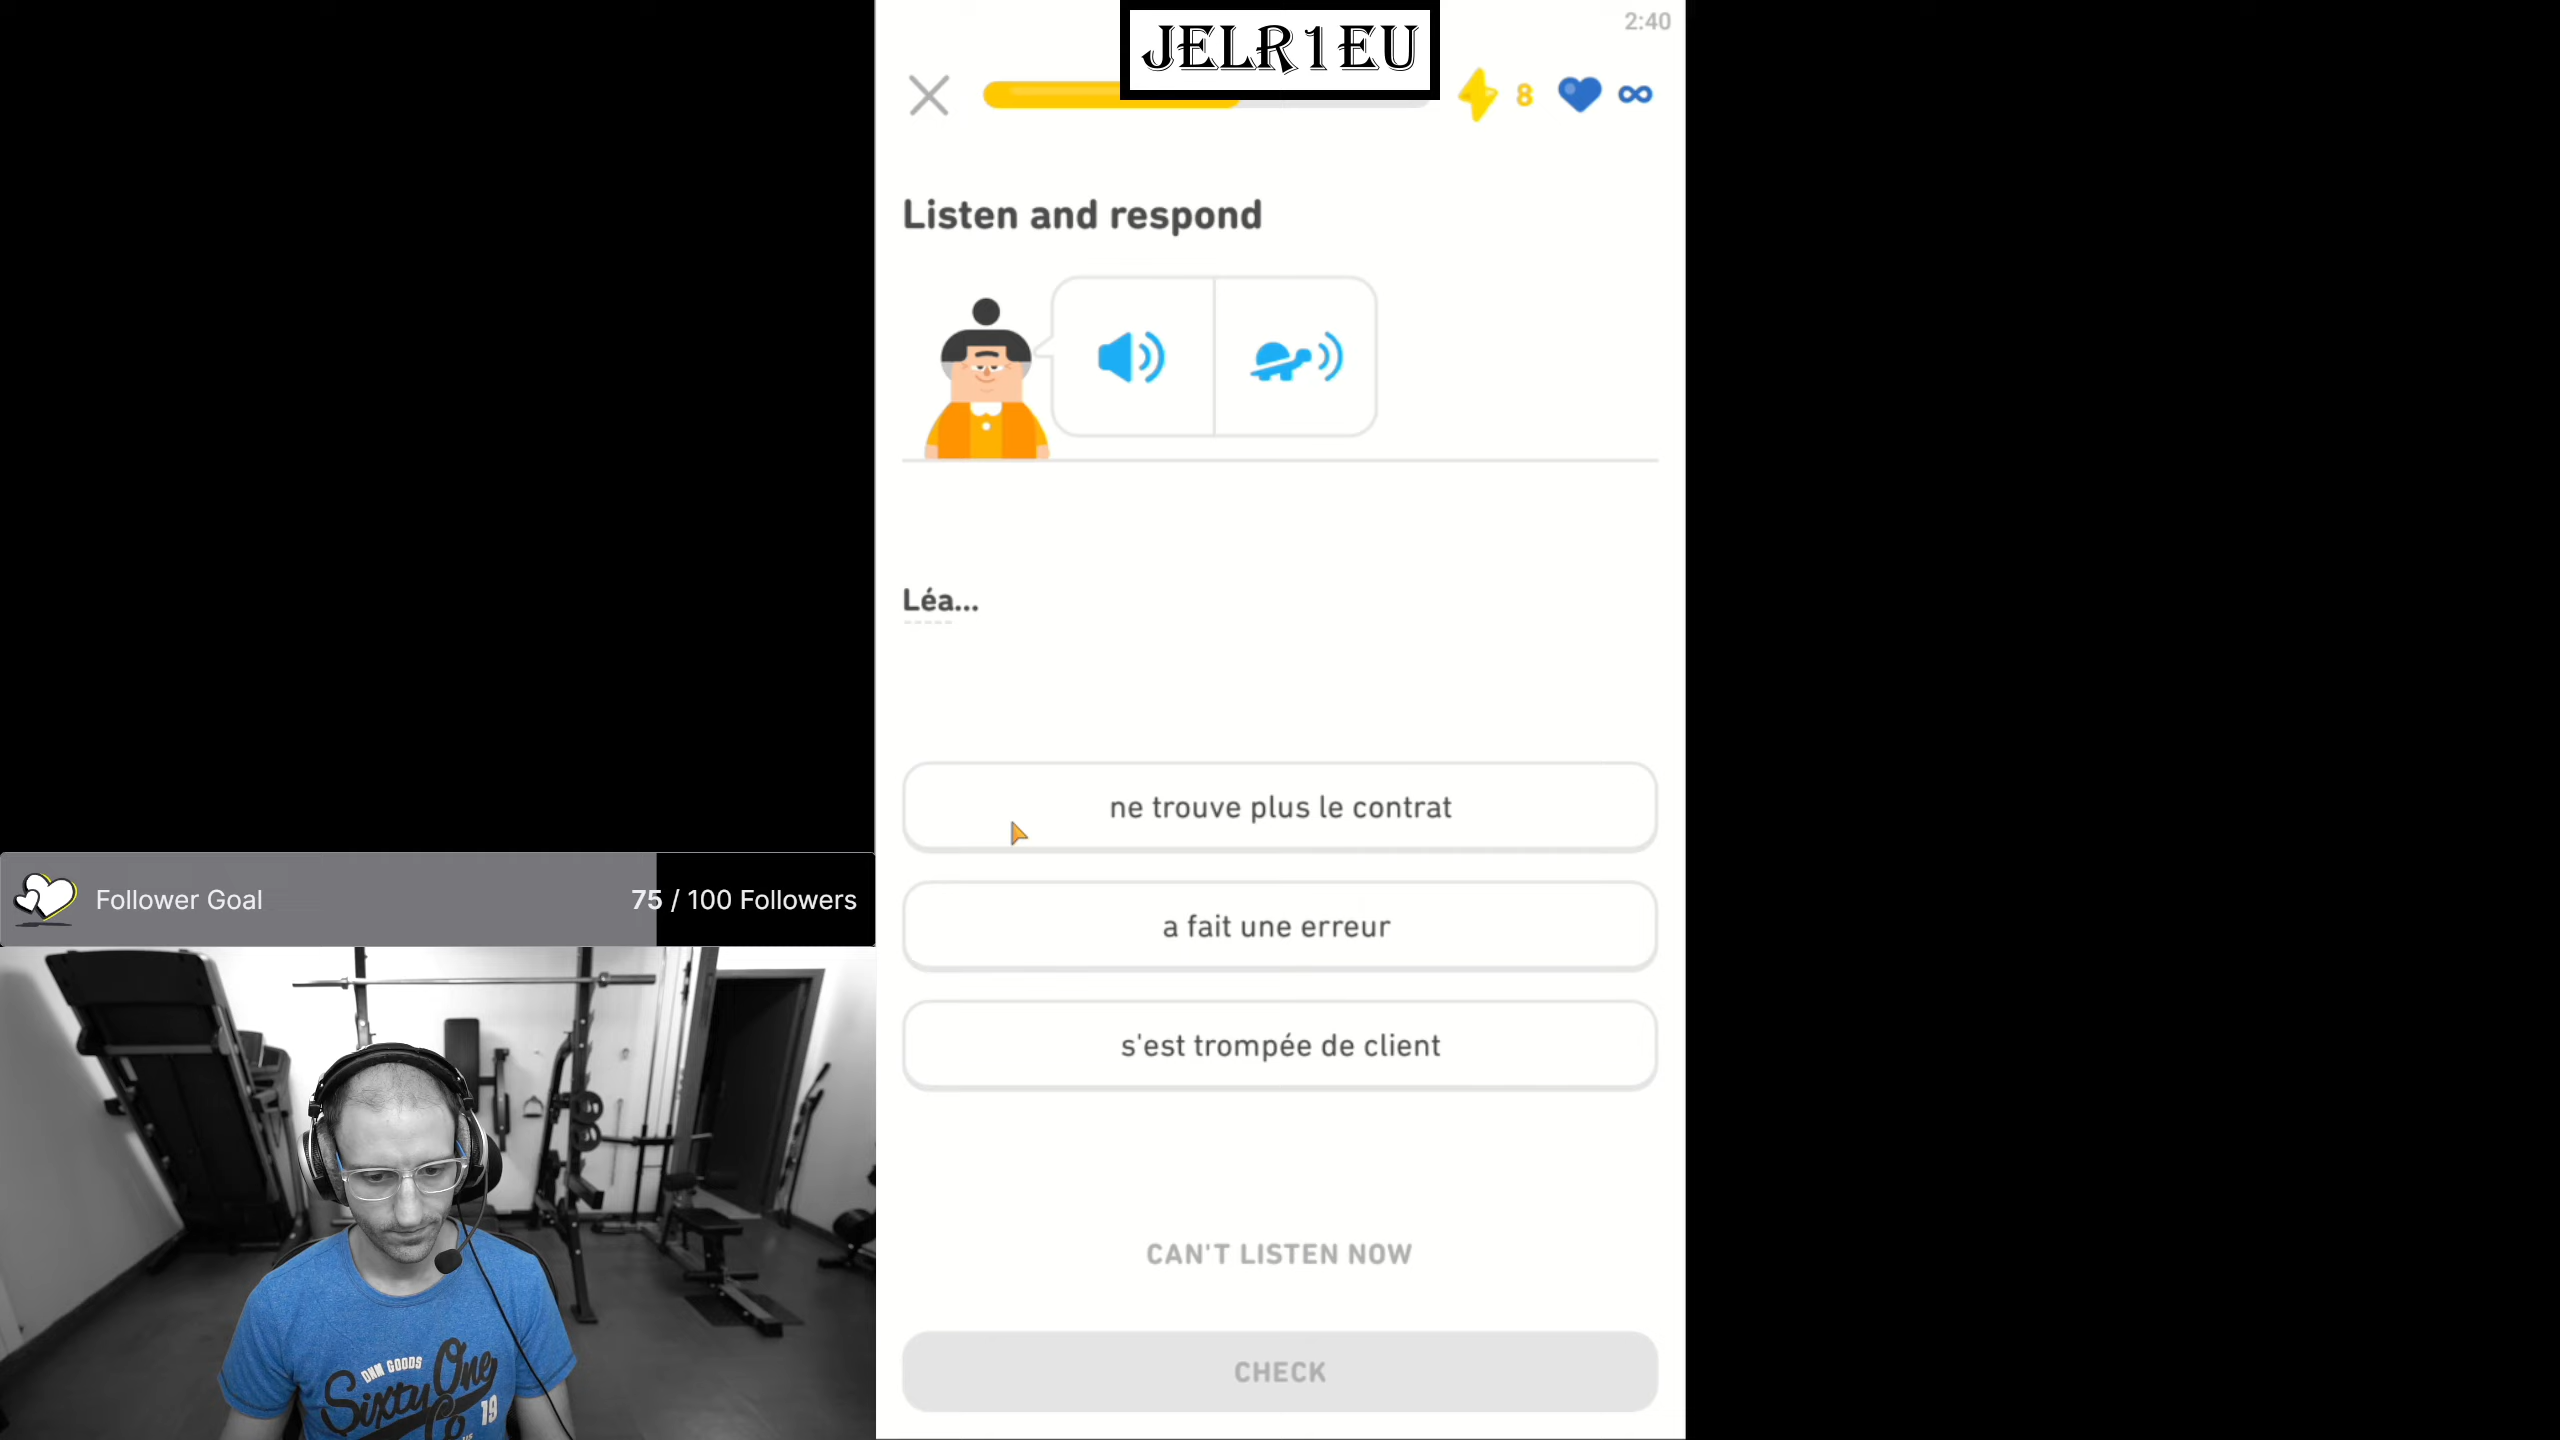 JELR1EU
2:40
8
Listen and respond
Léa...
ne trouve plus le contrat
a fait une erreur
s'est trompée de client
CAN'T LISTEN NOW
CHECK
Follower Goal
75 / 100 Followers
DNM GOODS
Sixty One
Co
19